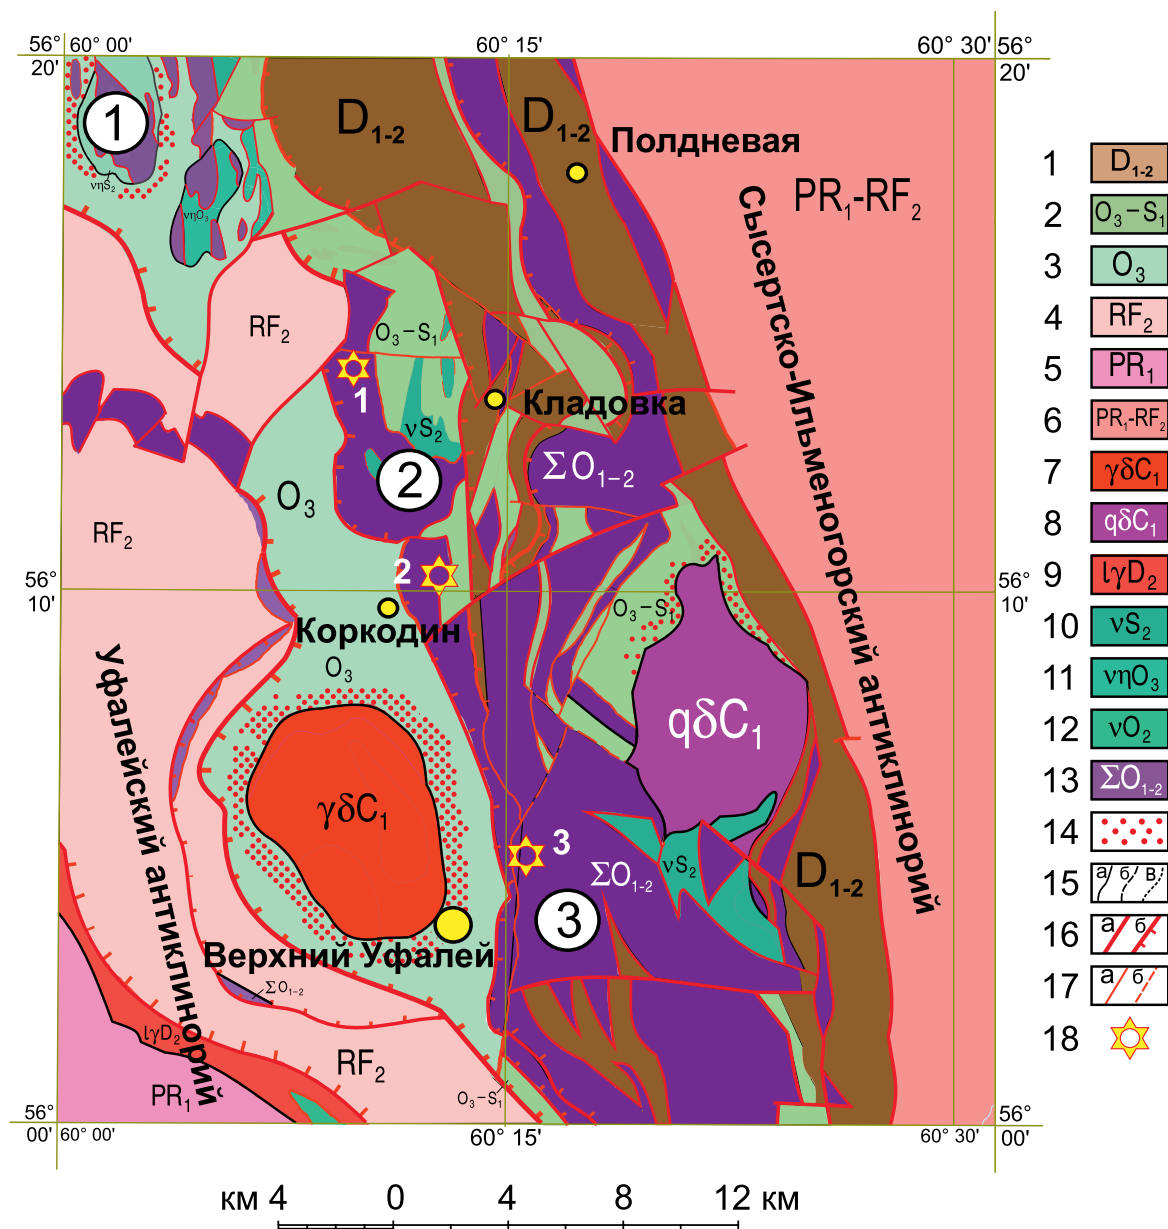 56° 60° 00' 60° 15' 60° 30' 56°
20' 20'
D₁₋₂
D₁₋₂
Полдневая
1
νηS₂
νηO₃
PR₁-RF₂
Сысертско-Ильменогорский антиклинорий
RF₂
O₃–S₁
1
Кладовка
νS₂
2
ΣO₁₋₂
O₃
RF₂
2
56° 56°
10' 10'
O₃–S₁
Коркодин
O₃
Уфалейский антиклинорий
qδC₁
γδC₁
3
νS₂
ΣO₁₋₂
D₁₋₂
3
Верхний Уфалей
ΣO₁₋₂
lγD₂
RF₂
PR₁
O₃–S₁
56° 56°
00' 60° 00' 60° 15' 60° 30' 00'
км 4 0 4 8 12 км
1 D₁₋₂
2 O₃–S₁
3 O₃
4 RF₂
5 PR₁
6 PR₁-RF₂
7 γδC₁
8 qδC₁
9 lγD₂
10 νS₂
11 νηO₃
12 νO₂
13 ΣO₁₋₂
14
15 а б в
16 а б
17 а б
18